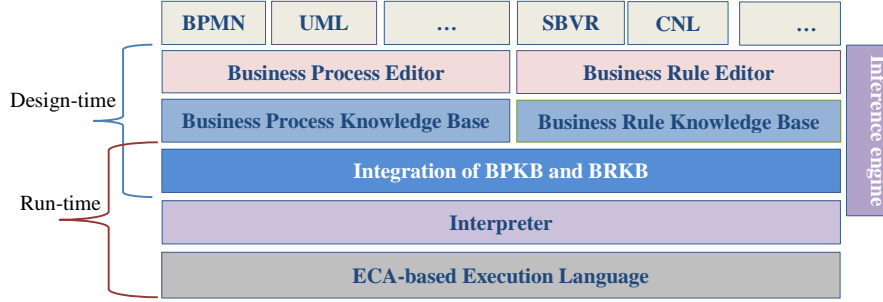 BPMN UML … SBVR CNL …
Business Process Editor Business Rule Editor
Design-time
Business Process Knowledge Base Business Rule Knowledge Base
Inference engine
Integration of BPKB and BRKB
Run-time
Interpreter
ECA-based Execution Language